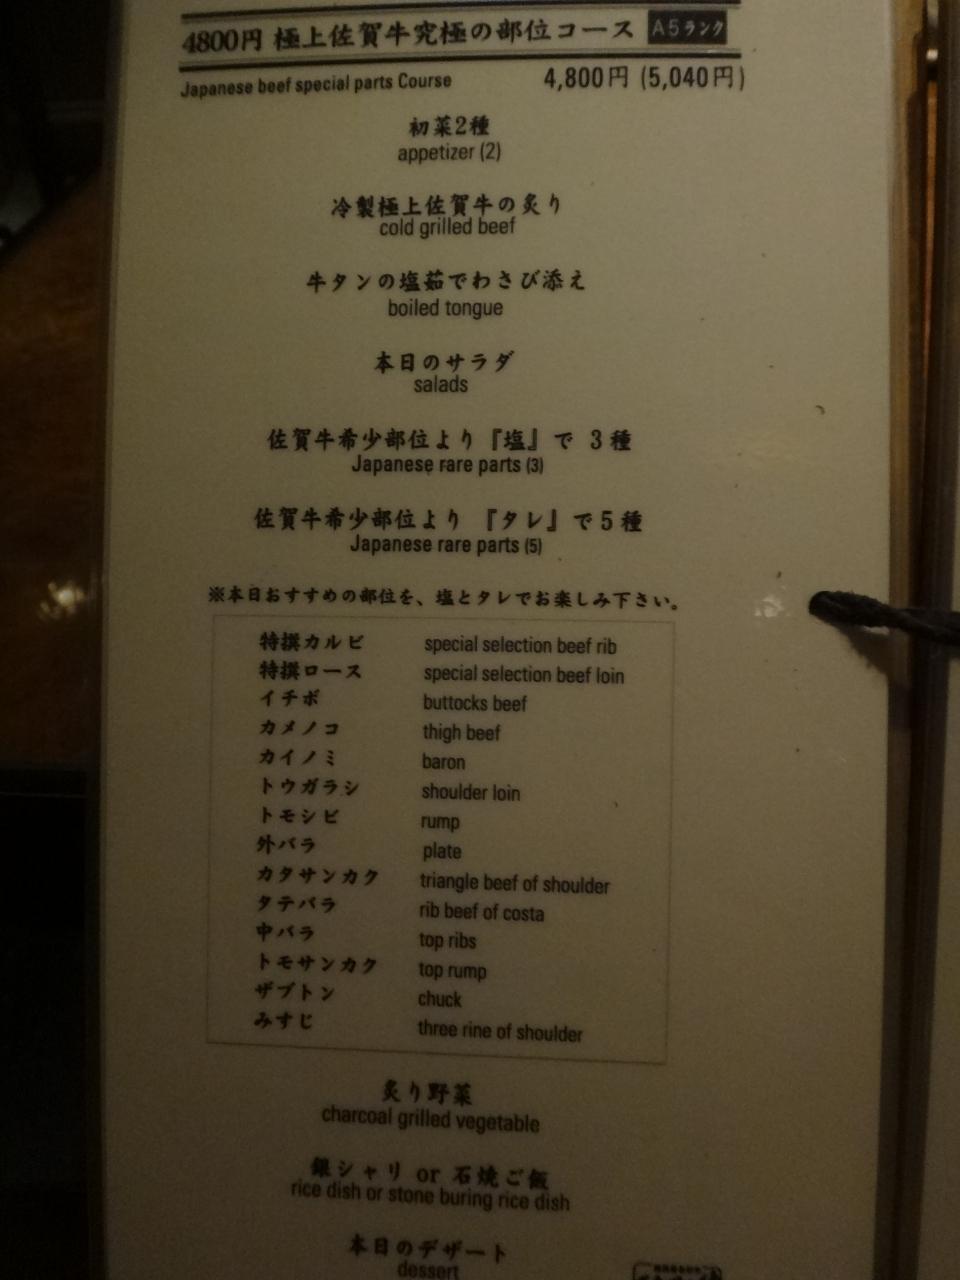 4800円 極上佐賀牛究極の部位コース A5ランク
Japanese beef special parts Course 4,800円 (5,040円)
初菜2種
appetizer (2)
冷製極上佐賀牛の炙り
cold grilled beef
牛タンの塩茹でわさび添え
boiled tongue
本日のサラダ
salads
佐賀牛希少部位より『塩』で 3種
Japanese rare parts (3)
佐賀牛希少部位より 『タレ』で5種
Japanese rare parts (5)
※本日おすすめの部位を、塩とタレでお楽しみ下さい。
特撰カルビ special selection beef rib
特撰ロース special selection beef loin
イチボ buttocks beef
カメノコ thigh beef
カイノミ baron
トウガラシ shoulder loin
トモシビ rump
外バラ plate
カタサンカク triangle beef of shoulder
タテバラ rib beef of costa
中バラ top ribs
トモサンカク top rump
ザブトン chuck
みすじ three rine of shoulder
炙り野菜
charcoal grilled vegetable
銀シャリ or 石焼ご飯
rice dish or stone buring rice dish
本日のデザート
dessert